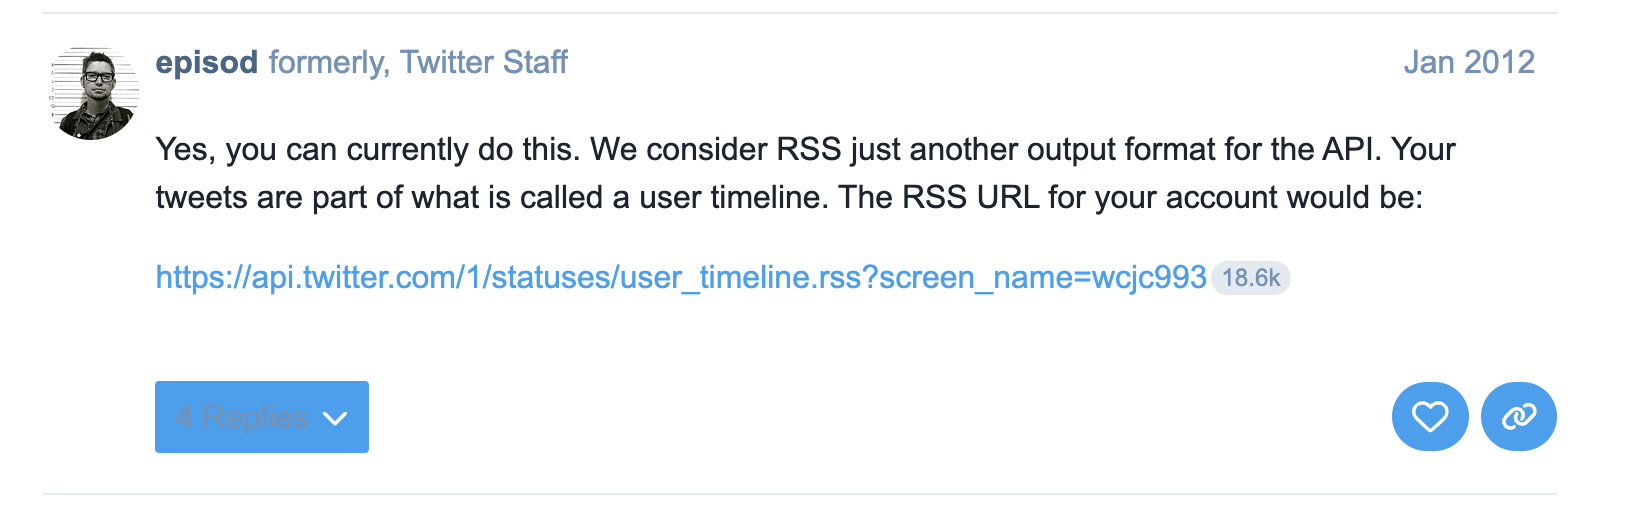 episod formerly, Twitter Staff Jan 2012
Yes, you can currently do this. We consider RSS just another output format for the API. Your
tweets are part of what is called a user timeline. The RSS URL for your account would be:
https://api.twitter.com/1/statuses/user_timeline.rss?screen_name=wcjc993 18.6k
4 Replies